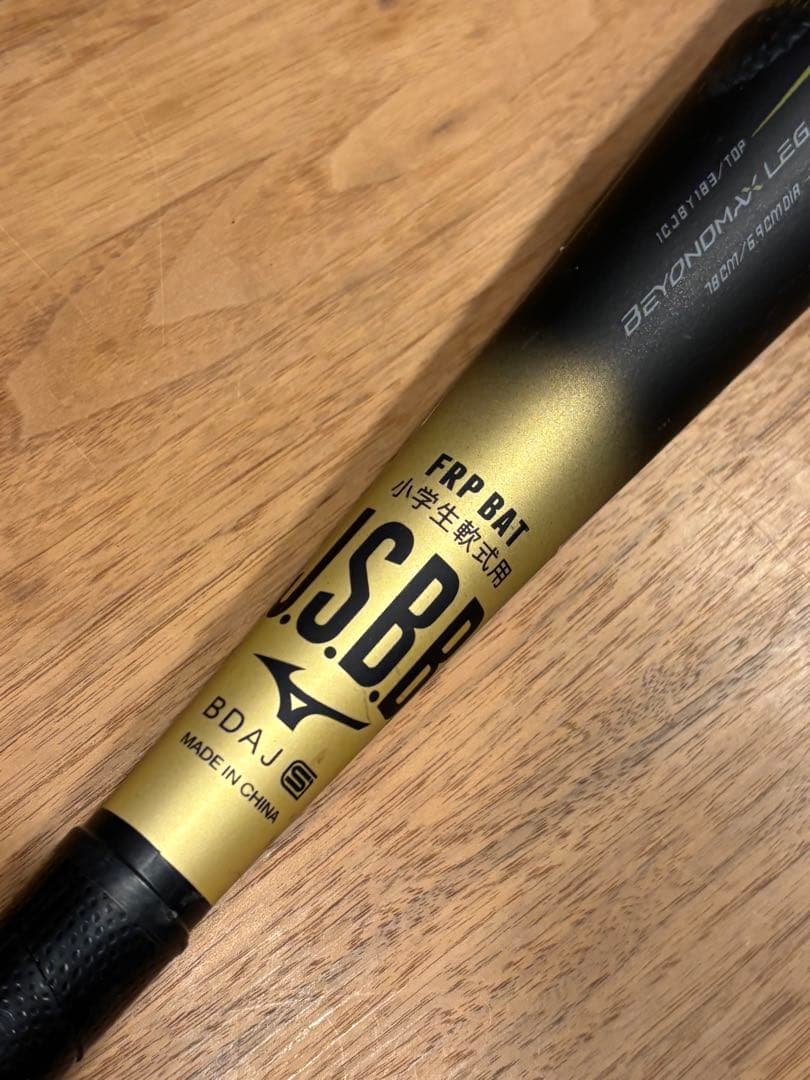 1CJBY183/TOP
BEYONDMAX LEG
78CM/6.9CM DIA
FRP BAT
小学生軟式用
J.S.B.B
BDAJ S
MADE IN CHINA